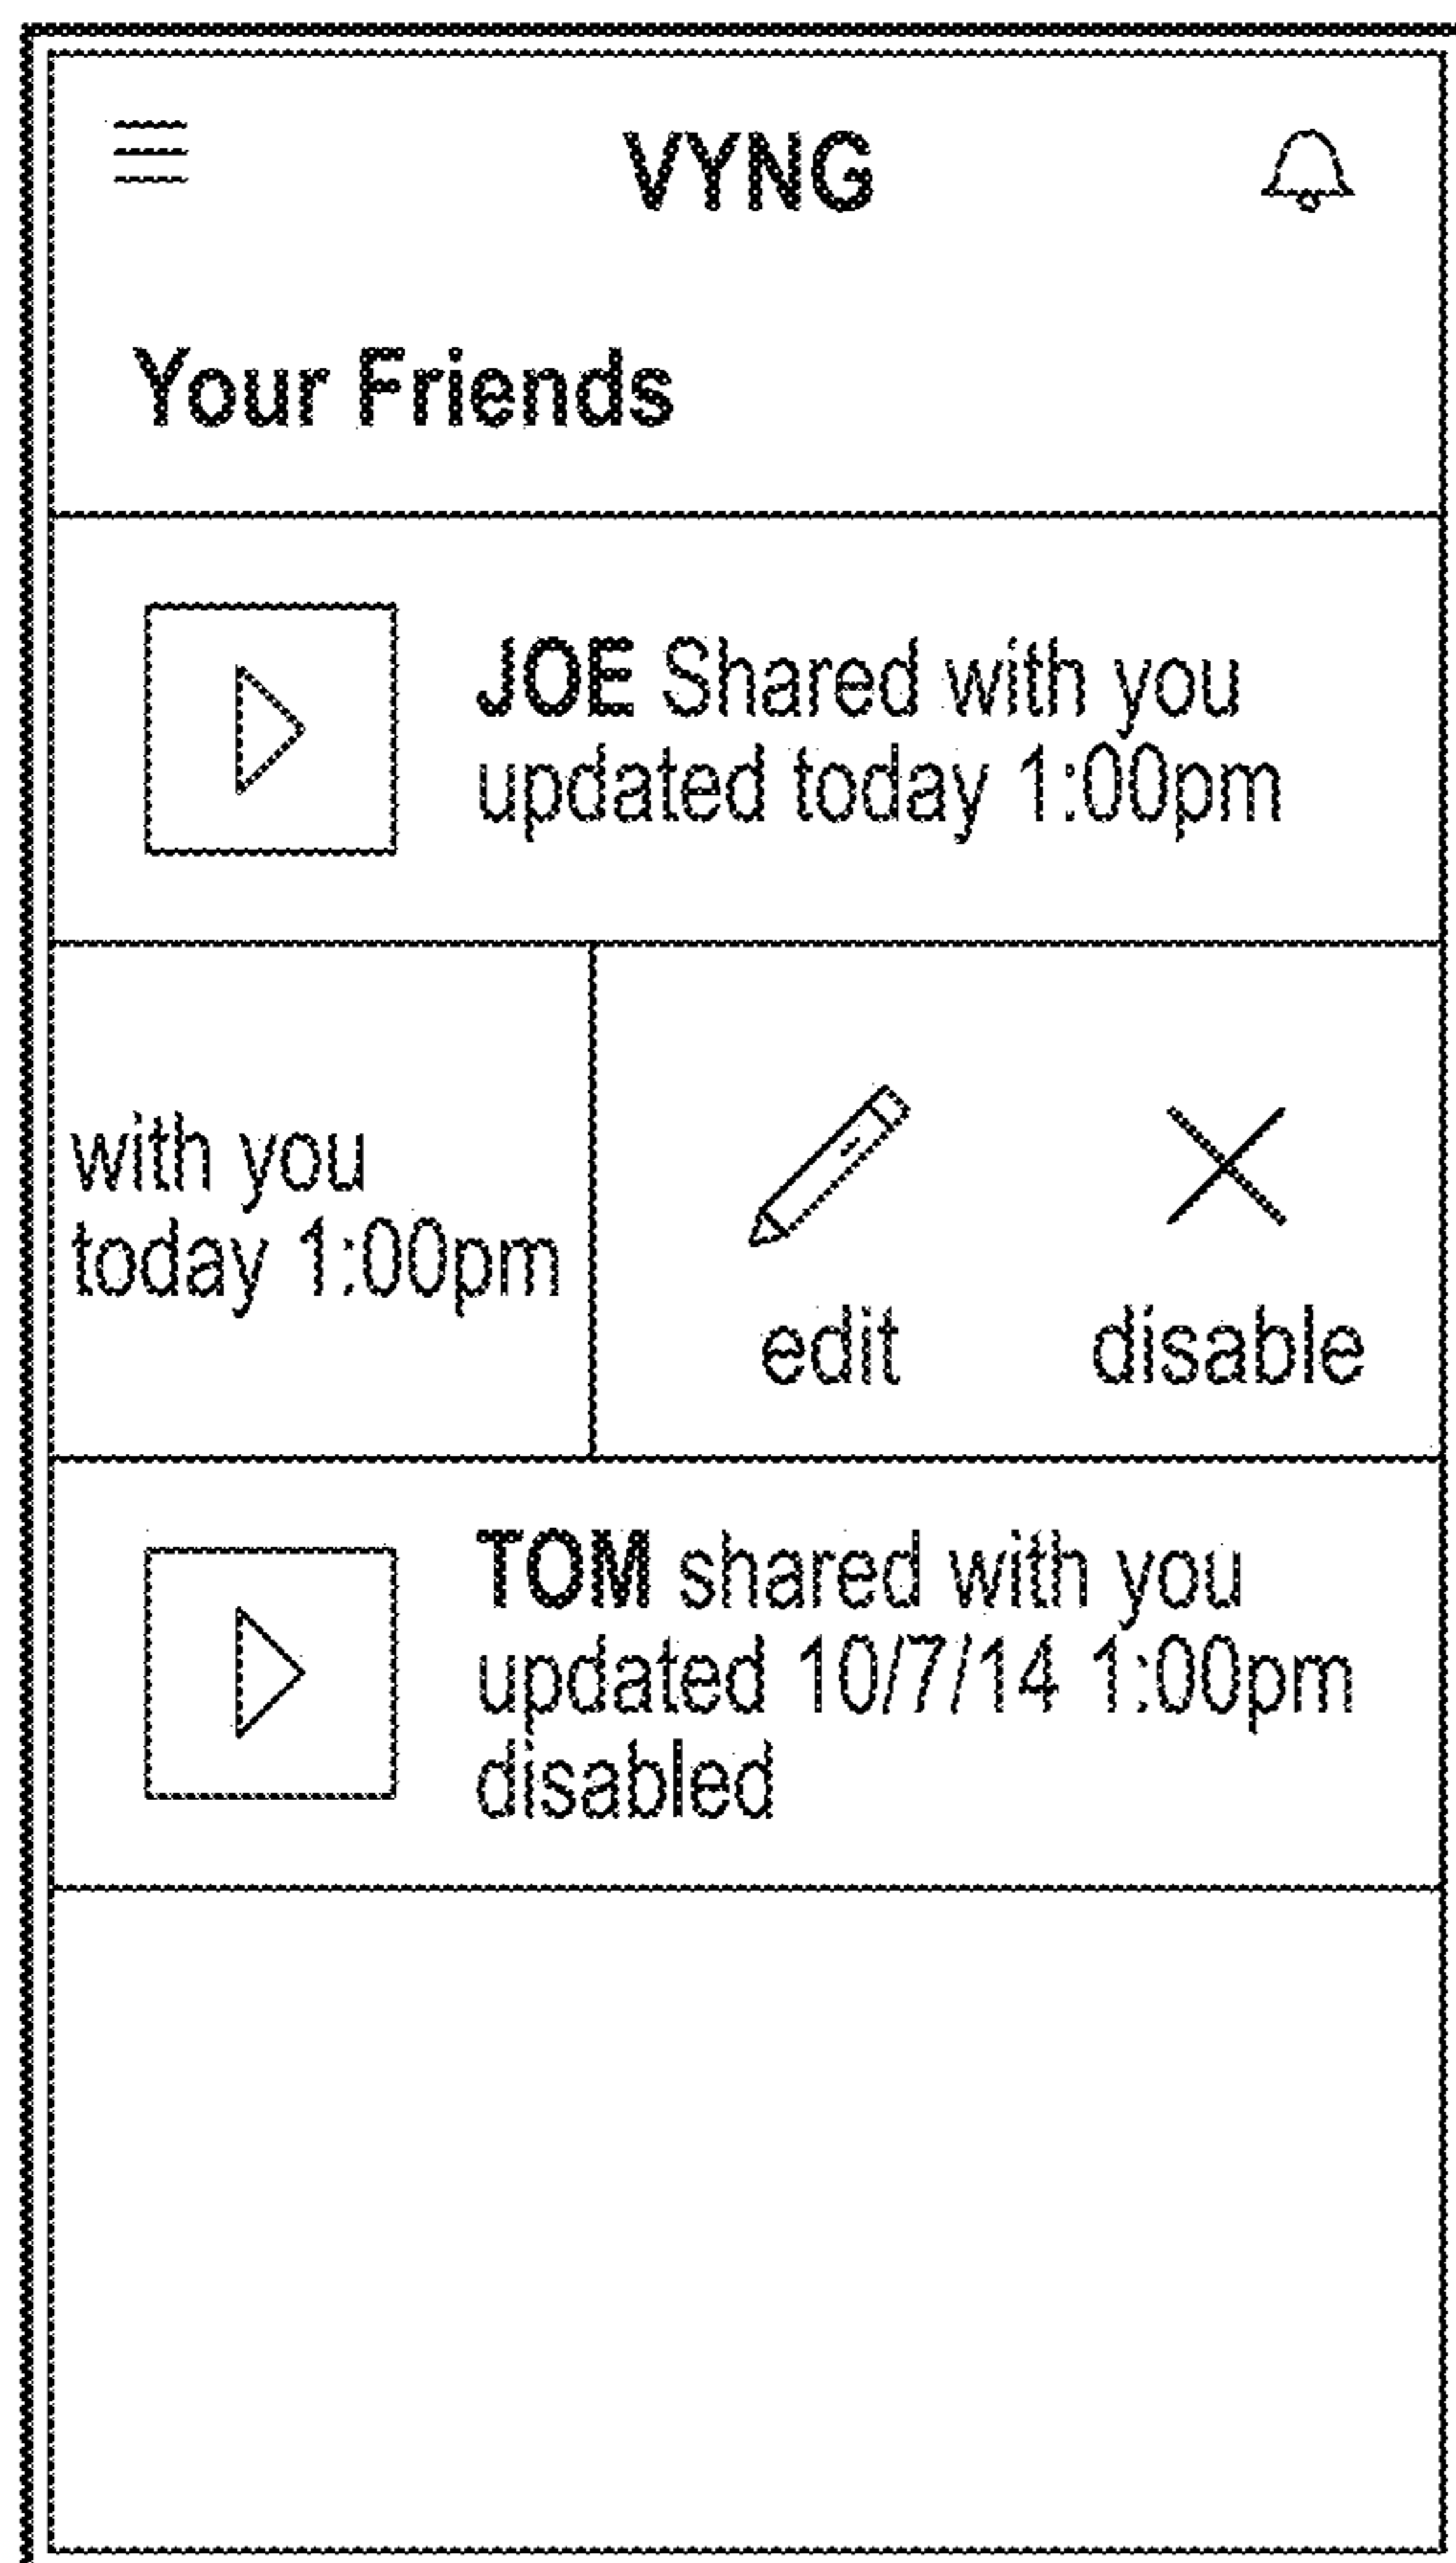 VYNG
Your Friends
JOE Shared with you
updated today 1:00pm
with you
today 1:00pm
edit
disable
TOM shared with you
updated 10/7/14 1:00pm
disabled